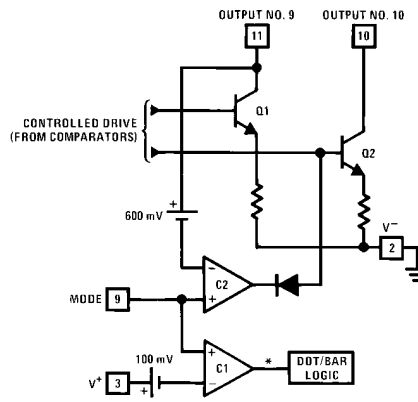 OUTPUT NO. 9
OUTPUT NO. 10
11
10
Q1
CONTROLLED DRIVE
(FROM COMPARATORS)
Q2
+
600 mV
V−
2
−
C2
+
MODE
9
100 mV
+
C1
−
*
DOT/BAR
LOGIC
V+
3
+